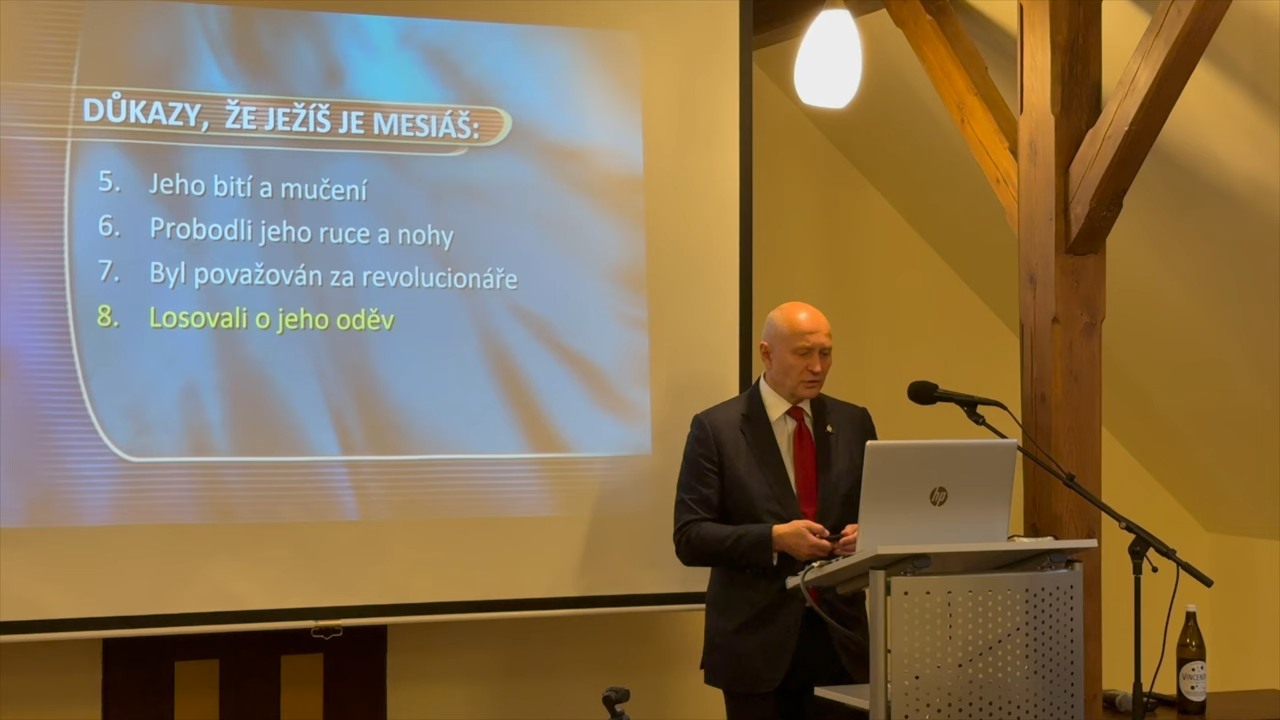 DŮKAZY, ŽE JEŽÍŠ JE MESIÁŠ:
5. Jeho bití a mučení
6. Probodli jeho ruce a nohy
7. Byl považován za revolucionáře
8. Losovali o jeho oděv
hp
VINCENTKA